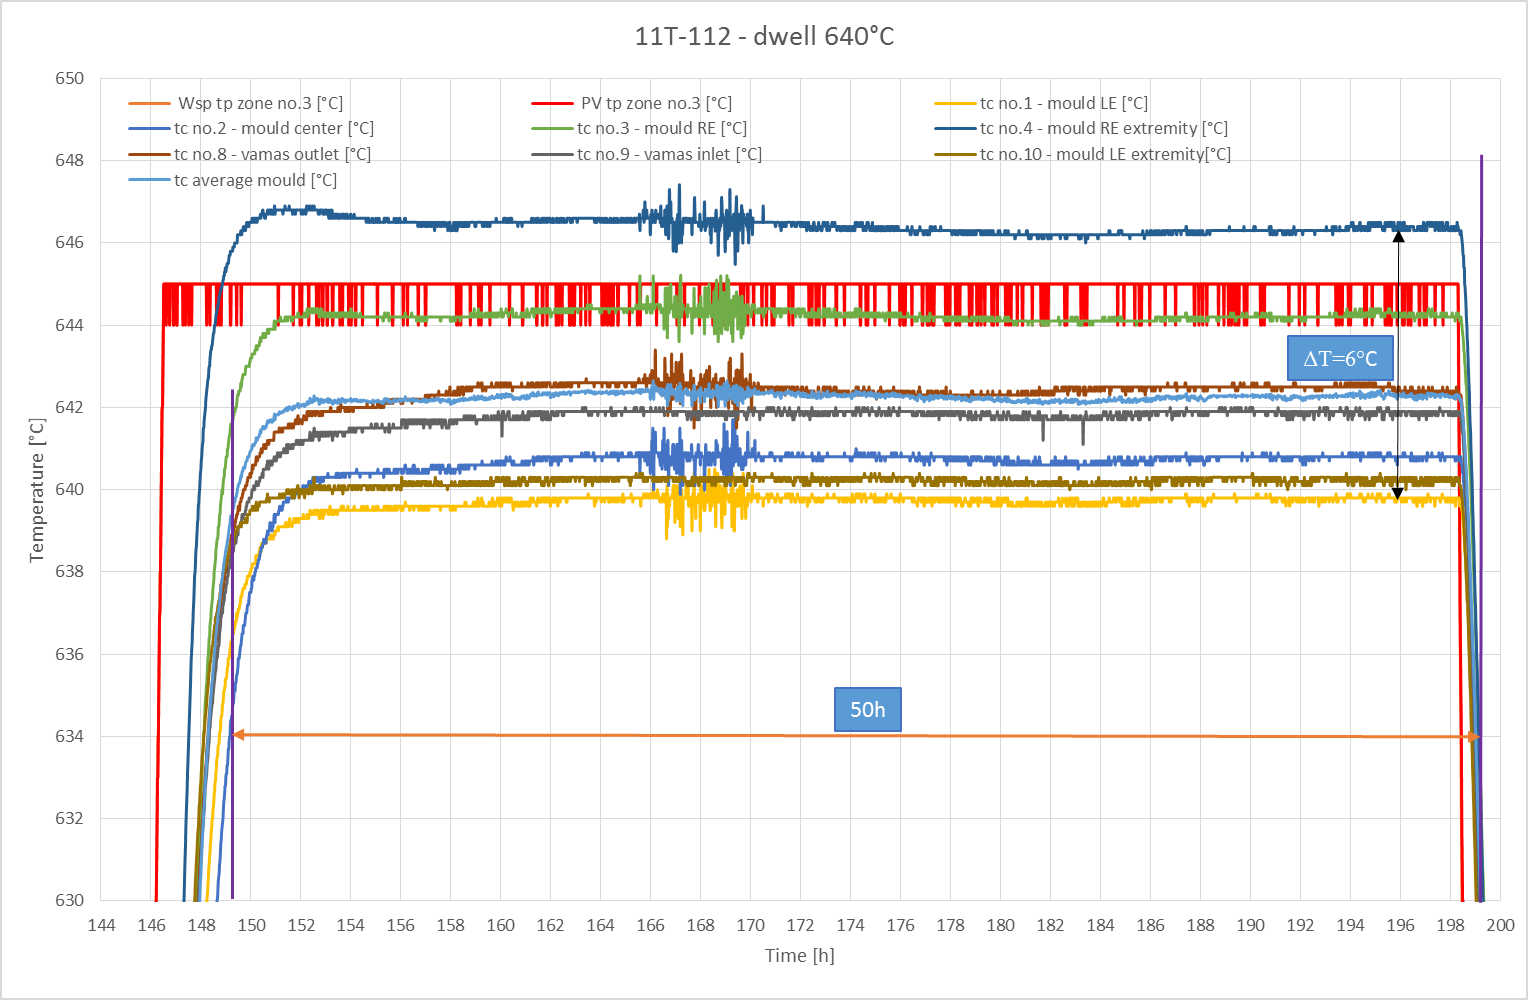 11T-112 - dwell 640°C
650
Wsp tp zone no.3 [°C] PV tp zone no.3 [°C] tc no.1 - mould LE [°C]
tc no.2 - mould center [°C] tc no.3 - mould RE [°C] tc no.4 - mould RE extremity [°C]
tc no.8 - vamas outlet [°C] tc no.9 - vamas inlet [°C] tc no.10 - mould LE extremity[°C]
tc average mould [°C]
648
646
644
ΔT=6°C
642
640
638
636
634
632
630
50h
Temperature [°C]
144 146 148 150 152 154 156 158 160 162 164 166 168 170 172 174 176 178 180 182 184 186 188 190 192 194 196 198 200
Time [h]